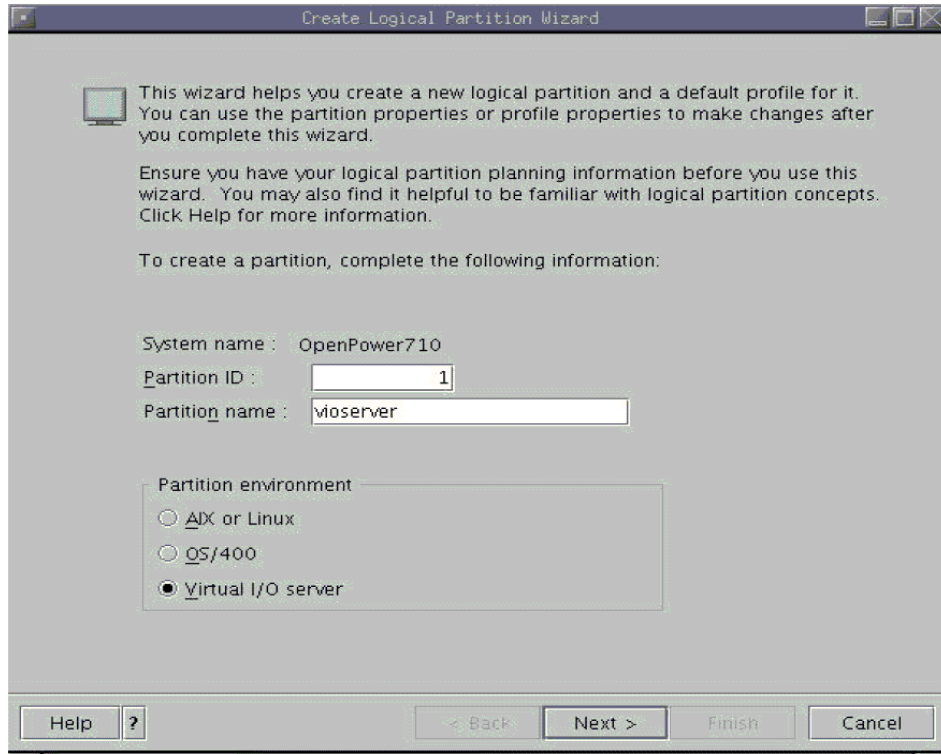 Create Logical Partition Wizard
This wizard helps you create a new logical partition and a default profile for it.
You can use the partition properties or profile properties to make changes after
you complete this wizard.
Ensure you have your logical partition planning information before you use this
wizard.  You may also find it helpful to be familiar with logical partition concepts.
Click Help for more information.
To create a partition, complete the following information:
System name : OpenPower710
Partition ID : 1
Partition name : vioserver
Partition environment
AIX or Linux
OS/400
Virtual I/O server
Help ? < Back Next > Finish Cancel